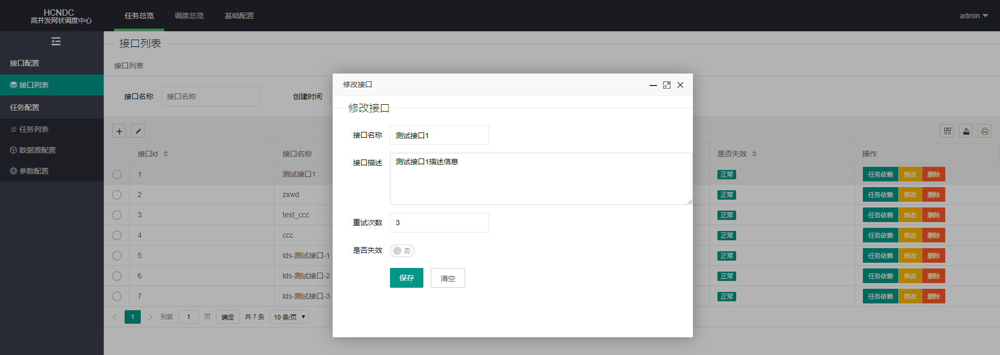 HCNDC
高并发网状调度中心
任务总览
调度总览
基础配置
admin
接口配置
接口列表
任务配置
任务列表
数据源配置
参数配置
接口列表
接口列表
接口名称
接口名称
创建时间
接口id
接口名称
是否失效
操作
1
测试接口1
正常
任务依赖
修改
删除
2
zxwd
正常
任务依赖
修改
删除
3
test_ccc
正常
任务依赖
修改
删除
4
ccc
正常
任务依赖
修改
删除
5
lds-测试接口-1
正常
任务依赖
修改
删除
6
lds-测试接口-2
正常
任务依赖
修改
删除
7
lds-测试接口-3
正常
任务依赖
修改
删除
1
到第
1
页
确定
共 7 条
10 条/页
修改接口
修改接口
接口名称
测试接口1
接口描述
测试接口1描述信息
重试次数
3
是否失效
否
保存
清空